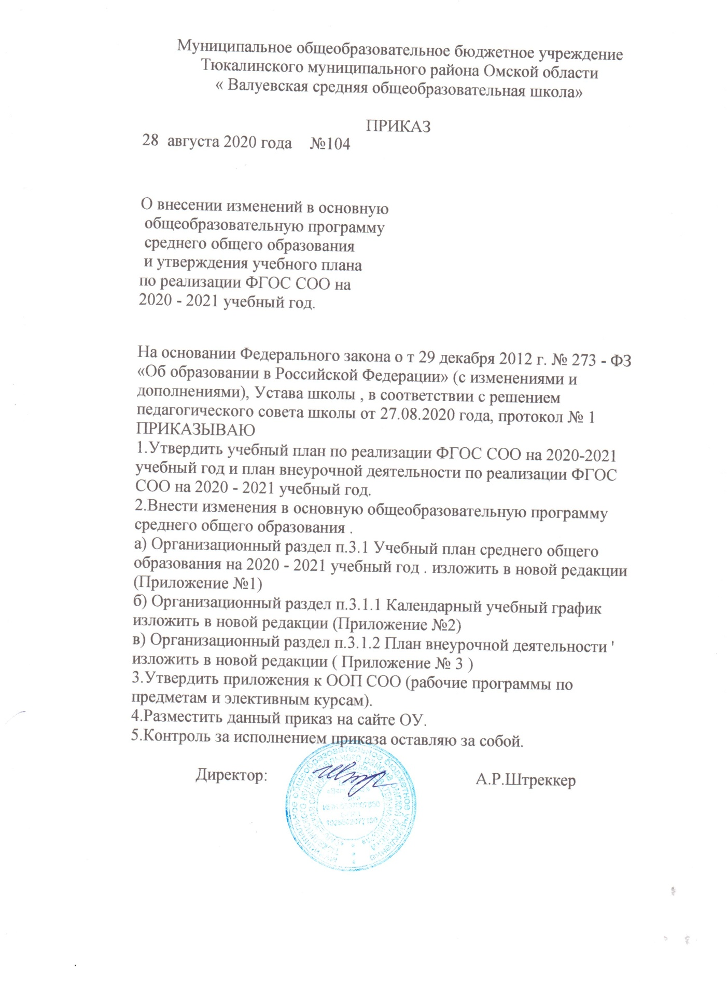 Муниципальное общеобразовательное бюджетное учреждение
Тюкалинского муниципального района Омской области
« Валуевская средняя общеобразовательная школа»
ПРИКАЗ
28 августа 2020 года №104
О внесении изменений в основную
общеобразовательную программу
среднего общего образования
и утверждения учебного плана
по реализации ФГОС СОО на
2020 - 2021 учебный год.
На основании Федерального закона о т 29 декабря 2012 г. № 273 - ФЗ
«Об образовании в Российской Федерации» (с изменениями и
дополнениями), Устава школы , в соответствии с решением
педагогического совета школы от 27.08.2020 года, протокол № 1
ПРИКАЗЫВАЮ
1.Утвердить учебный план по реализации ФГОС СОО на 2020-2021
учебный год и план внеурочной деятельности по реализации ФГОС
СОО на 2020 - 2021 учебный год.
2.Внести изменения в основную общеобразовательную программу
среднего общего образования .
а) Организационный раздел п.3.1 Учебный план среднего общего
образования на 2020 - 2021 учебный год . изложить в новой редакции
(Приложение №1)
б) Организационный раздел п.3.1.1 Календарный учебный график
изложить в новой редакции (Приложение №2)
в) Организационный раздел п.3.1.2 План внеурочной деятельности '
изложить в новой редакции ( Приложение № 3 )
3.Утвердить приложения к ООП СОО (рабочие программы по
предметам и элективным курсам).
4.Разместить данный приказ на сайте ОУ.
5.Контроль за исполнением приказа оставляю за собой.
Директор: А.Р.Штреккер
муниципальное общеобразовательное бюджетное учреждение